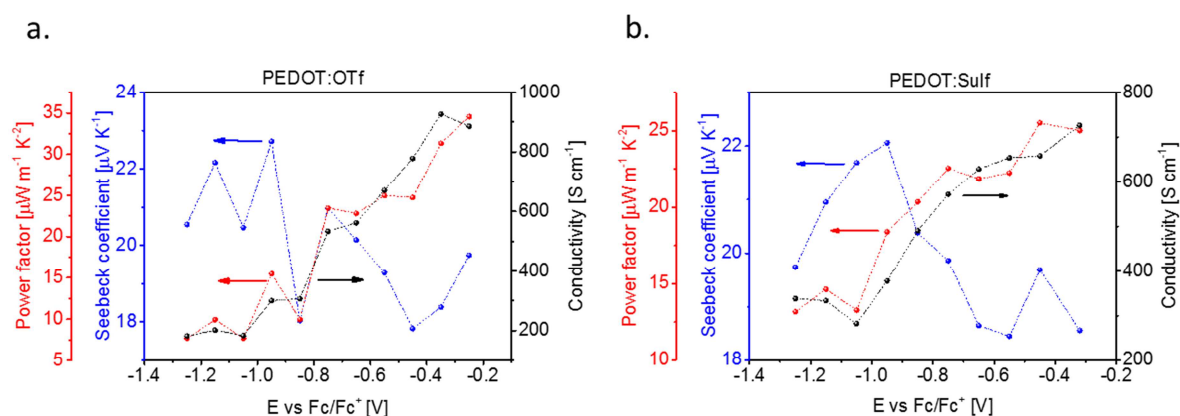 a.
PEDOT:OTf
Power factor [µW m⁻¹ K⁻²]
35
30
25
20
15
10
5
Seebeck coefficient [µV K⁻¹]
24
22
20
18
Conductivity [S cm⁻¹]
1000
800
600
400
200
-1.4 -1.2 -1.0 -0.8 -0.6 -0.4 -0.2
E vs Fc/Fc⁺ [V]
b.
PEDOT:Sulf
Power factor [µW m⁻¹ K⁻²]
25
20
15
10
Seebeck coefficient [µV K⁻¹]
22
20
18
Conductivity [S cm⁻¹]
800
600
400
200
-1.4 -1.2 -1.0 -0.8 -0.6 -0.4 -0.2
E vs Fc/Fc⁺ [V]